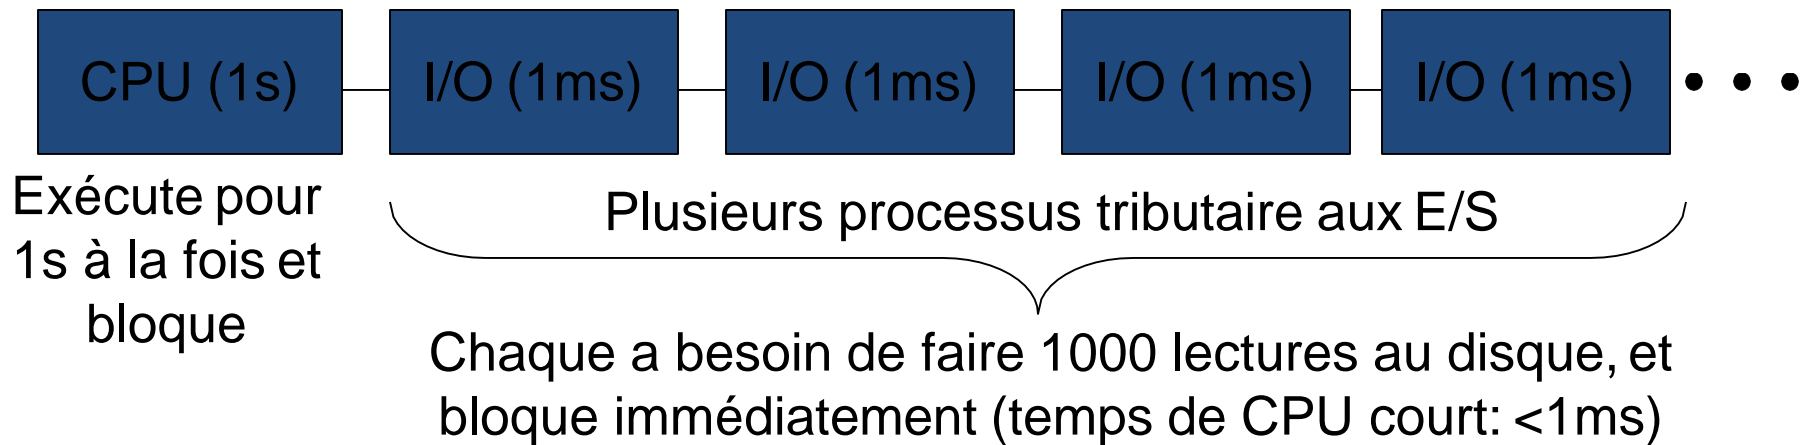 CPU (1s) I/O (1ms) I/O (1ms) I/O (1ms) I/O (1ms) • • •
Exécute pour
1s à la fois et
bloque
Plusieurs processus tributaire aux E/S
Chaque a besoin de faire 1000 lectures au disque, et
bloque immédiatement (temps de CPU court: <1ms)